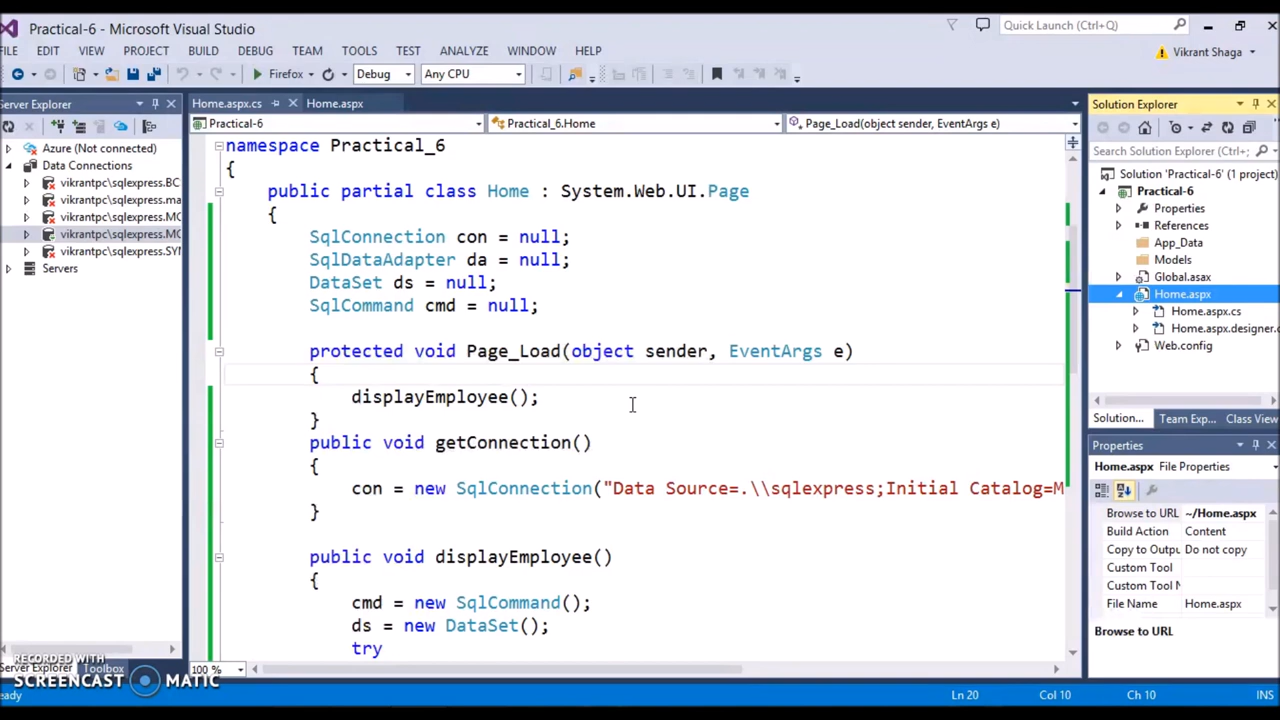 Practical-6 - Microsoft Visual Studio
Quick Launch (Ctrl+Q)
FILE EDIT VIEW PROJECT BUILD DEBUG TEAM TOOLS TEST ANALYZE WINDOW HELP
Vikrant Shaga
Firefox Debug Any CPU
Server Explorer
Azure (Not connected)
Data Connections
vikrantpc\sqlexpress.BC
vikrantpc\sqlexpress.ma
vikrantpc\sqlexpress.MC
vikrantpc\sqlexpress.MC
vikrantpc\sqlexpress.SYN
Servers
Server Explorer Toolbox
Home.aspx.cs Home.aspx
Practical-6 Practical_6.Home Page_Load(object sender, EventArgs e)
namespace Practical_6
{
public partial class Home : System.Web.UI.Page
{
SqlConnection con = null;
SqlDataAdapter da = null;
DataSet ds = null;
SqlCommand cmd = null;
protected void Page_Load(object sender, EventArgs e)
{
displayEmployee();
}
public void getConnection()
{
con = new SqlConnection("Data Source=.\\sqlexpress;Initial Catalog=M
}
public void displayEmployee()
{
cmd = new SqlCommand();
ds = new DataSet();
try
100 %
Solution Explorer
Search Solution Explorer (Ctrl+;
Solution 'Practical-6' (1 project)
Practical-6
Properties
References
App_Data
Models
Global.asax
Home.aspx
Home.aspx.cs
Home.aspx.designer.c
Web.config
Solution... Team Exp... Class View
Properties
Home.aspx File Properties
Browse to URL ~/Home.aspx
Build Action Content
Copy to Outpu Do not copy
Custom Tool
Custom Tool N
File Name Home.aspx
Browse to URL
RECORDED WITH
SCREENCAST MATIC
eady Ln 20 Col 10 Ch 10 INS